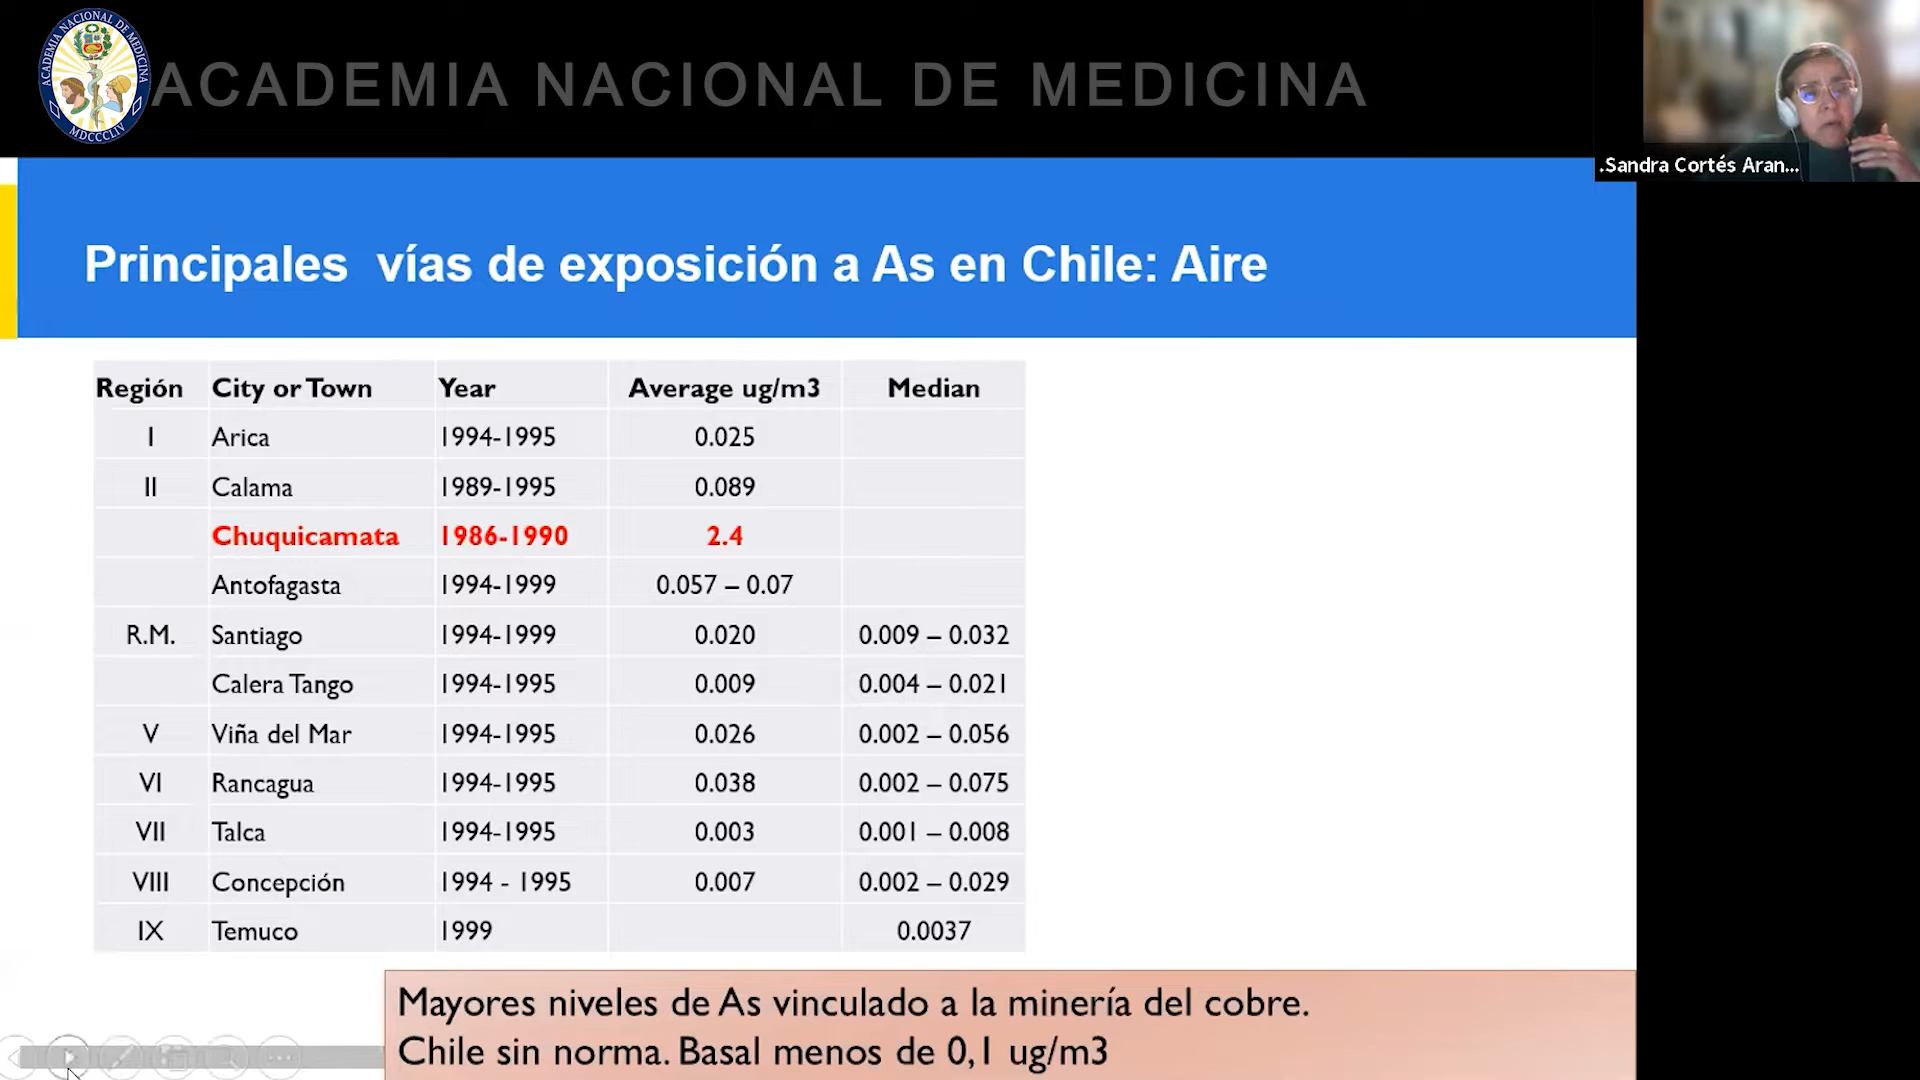 ACADEMIA NACIONAL DE MEDICINA
ACADEMIA NACIONAL DE MEDICINA
MDCCCLIV
.Sandra Cortés Aran...
Principales vías de exposición a As en Chile: Aire
Región City or Town Year Average ug/m3 Median
I Arica 1994-1995 0.025
II Calama 1989-1995 0.089
Chuquicamata 1986-1990 2.4
Antofagasta 1994-1999 0.057 – 0.07
R.M. Santiago 1994-1999 0.020 0.009 – 0.032
Calera Tango 1994-1995 0.009 0.004 – 0.021
V Viña del Mar 1994-1995 0.026 0.002 – 0.056
VI Rancagua 1994-1995 0.038 0.002 – 0.075
VII Talca 1994-1995 0.003 0.001 – 0.008
VIII Concepción 1994 - 1995 0.007 0.002 – 0.029
IX Temuco 1999 0.0037
Mayores niveles de As vinculado a la minería del cobre.
Chile sin norma. Basal menos de 0,1 ug/m3